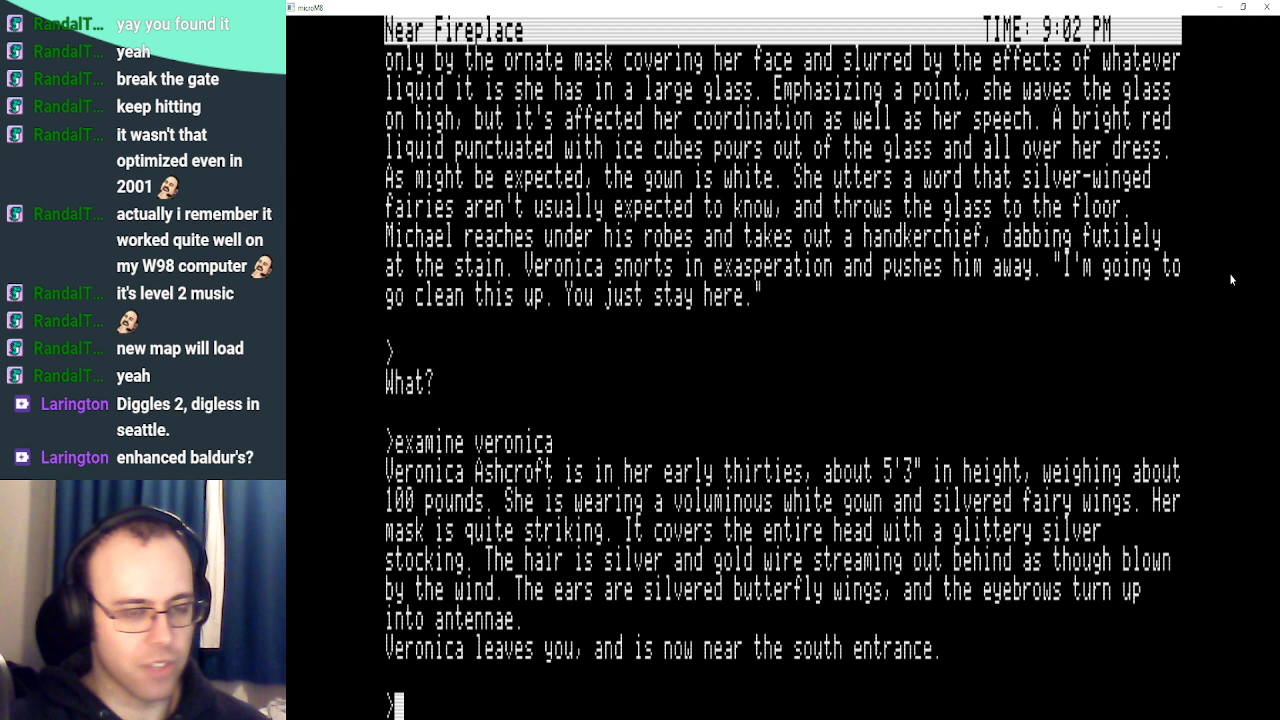 RandalT... yay you found it
RandalT... yeah
RandalT... break the gate
RandalT... keep hitting
RandalT... it wasn't that
optimized even in
2001
RandalT... actually i remember it
worked quite well on
my W98 computer
RandalT... it's level 2 music
RandalT...
RandalT... new map will load
RandalT... yeah
Larington Diggles 2, digless in
seattle.
Larington enhanced baldur's?
microM8
Near Fireplace TIME: 9:02 PM
only by the ornate mask covering her face and slurred by the effects of whatever
liquid it is she has in a large glass. Emphasizing a point, she waves the glass
on high, but it's affected her coordination as well as her speech. A bright red
liquid punctuated with ice cubes pours out of the glass and all over her dress.
As might be expected, the gown is white. She utters a word that silver-winged
fairies aren't usually expected to know, and throws the glass to the floor.
Michael reaches under his robes and takes out a handkerchief, dabbing futilely
at the stain. Veronica snorts in exasperation and pushes him away. "I'm going to
go clean this up. You just stay here."
>
What?
>examine veronica
Veronica Ashcroft is in her early thirties, about 5'3" in height, weighing about
100 pounds. She is wearing a voluminous white gown and silvered fairy wings. Her
mask is quite striking. It covers the entire head with a glittery silver
stocking. The hair is silver and gold wire streaming out behind as though blown
by the wind. The ears are silvered butterfly wings, and the eyebrows turn up
into antennae.
Veronica leaves you, and is now near the south entrance.
>